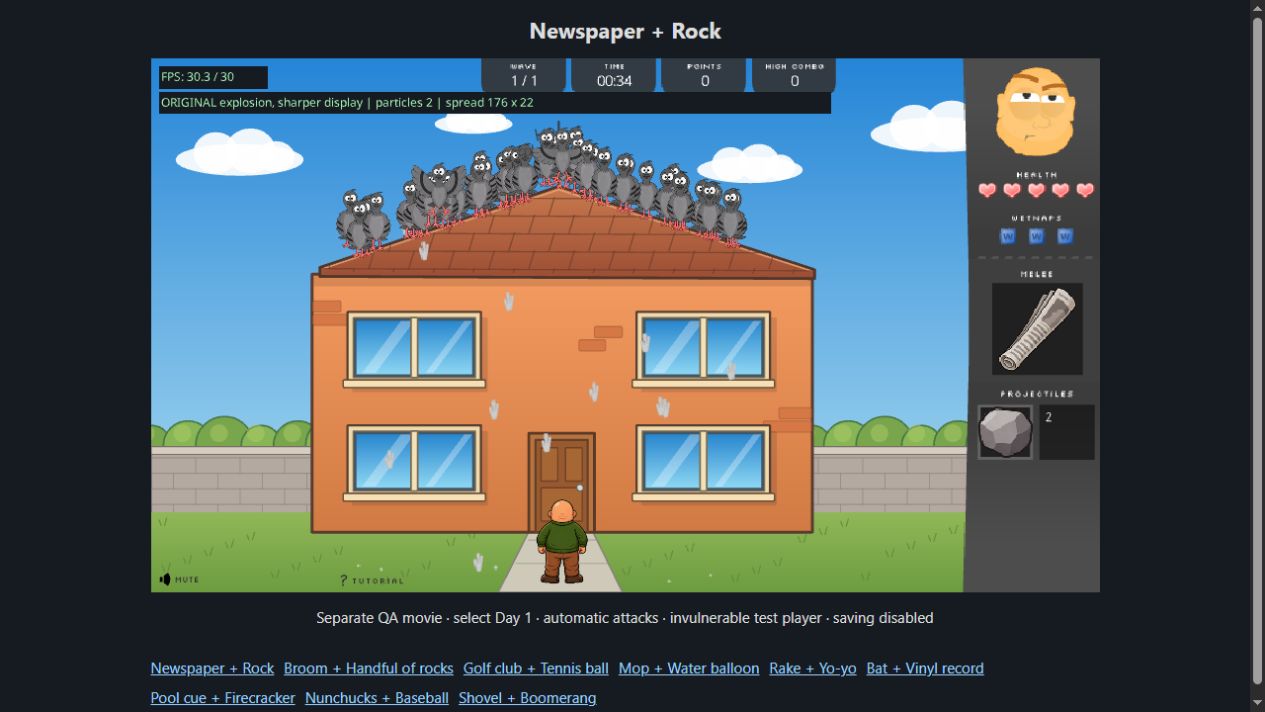 Newspaper + Rock
FPS: 30.3 / 30
WAVE
1 / 1
TIME
00:34
POINTS
0
HIGH COMBO
0
ORIGINAL explosion, sharper display | particles 2 | spread 176 x 22
HEALTH
WETNAPS
W W W
MELEE
PROJECTILES
2
MUTE
? TUTORIAL
Separate QA movie · select Day 1 · automatic attacks · invulnerable test player · saving disabled
Newspaper + Rock Broom + Handful of rocks Golf club + Tennis ball Mop + Water balloon Rake + Yo-yo Bat + Vinyl record
Pool cue + Firecracker Nunchucks + Baseball Shovel + Boomerang